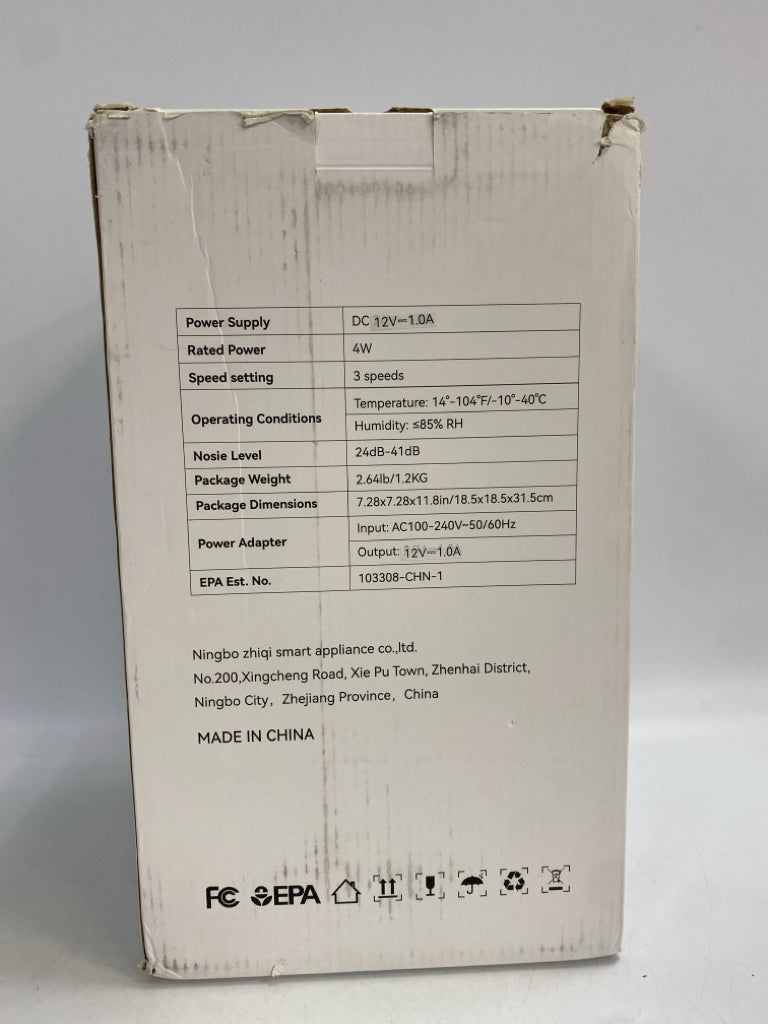 Power Supply DC 12V⎓1.0A
Rated Power 4W
Speed setting 3 speeds
Operating Conditions Temperature: 14°-104°F/-10°-40°C
Humidity: ≤85% RH
Nosie Level 24dB-41dB
Package Weight 2.64lb/1.2KG
Package Dimensions 7.28x7.28x11.8in/18.5x18.5x31.5cm
Power Adapter Input: AC100-240V~50/60Hz
Output: 12V⎓1.0A
EPA Est. No. 103308-CHN-1
Ningbo zhiqi smart appliance co.,ltd.
No.200,Xingcheng Road, Xie Pu Town, Zhenhai District,
Ningbo City, Zhejiang Province, China
MADE IN CHINA
FC EPA